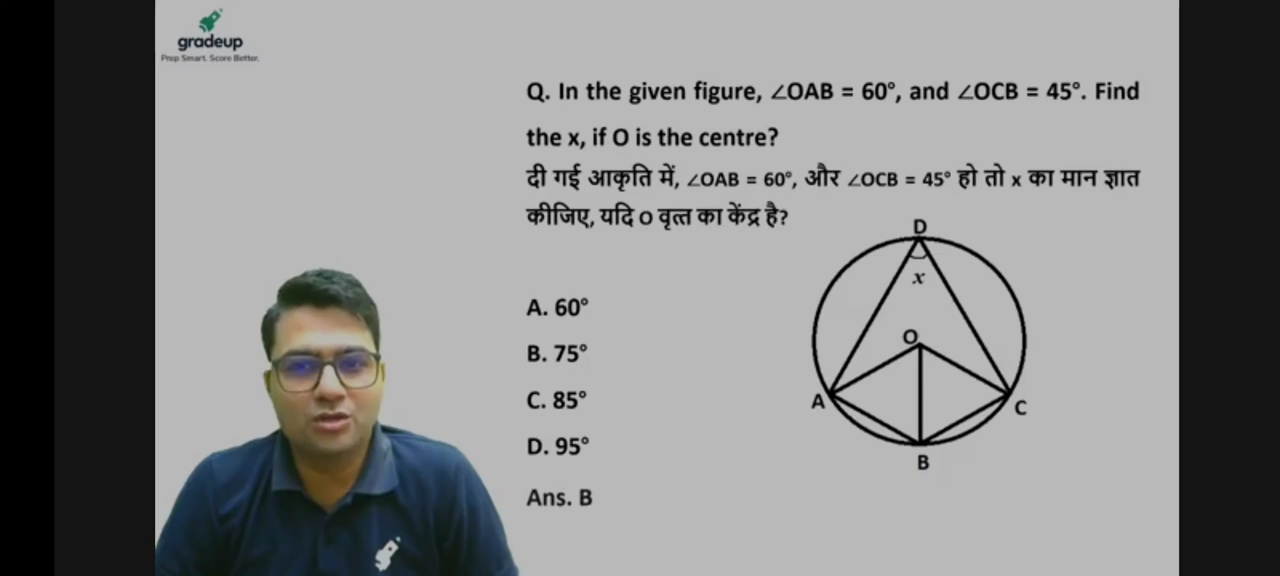 gradeup
Prep Smart. Score Better.
Q. In the given figure, ∠OAB = 60°, and ∠OCB = 45°. Find
the x, if O is the centre?
दी गई आकृति में, ∠OAB = 60°, और ∠OCB = 45° हो तो x का मान ज्ञात
कीजिए, यदि O वृत्त का केंद्र है?
D
x
O
A
C
B
A. 60°
B. 75°
C. 85°
D. 95°
Ans. B